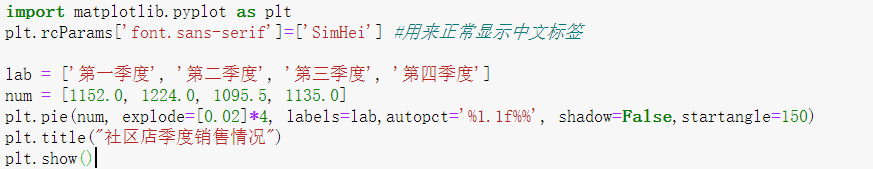 import matplotlib.pyplot as plt
plt.rcParams['font.sans-serif']=['SimHei'] #用来正常显示中文标签
lab = ['第一季度', '第二季度', '第三季度', '第四季度']
num = [1152.0, 1224.0, 1095.5, 1135.0]
plt.pie(num, explode=[0.02]*4, labels=lab,autopct='%1.1f%%', shadow=False,startangle=150)
plt.title("社区店季度销售情况")
plt.show()